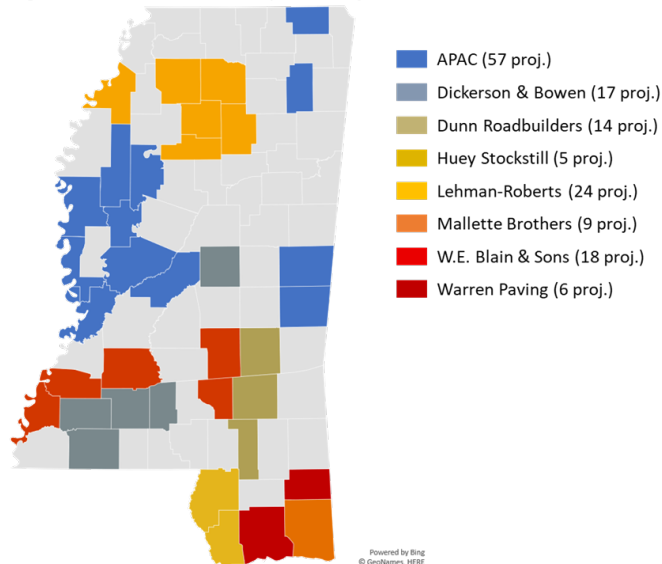 APAC (57 proj.)
Dickerson & Bowen (17 proj.)
Dunn Roadbuilders (14 proj.)
Huey Stockstill (5 proj.)
Lehman-Roberts (24 proj.)
Mallette Brothers (9 proj.)
W.E. Blain & Sons (18 proj.)
Warren Paving (6 proj.)
Powered by Bing
© GeoNames, HERE